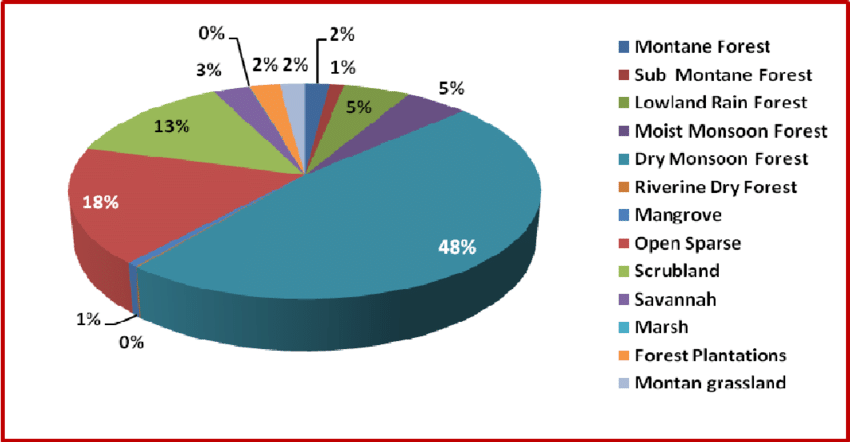 0%
2%
3%
2%
2%
1%
5%
5%
13%
18%
48%
1%
0%
Montane Forest
Sub Montane Forest
Lowland Rain Forest
Moist Monsoon Forest
Dry Monsoon Forest
Riverine Dry Forest
Mangrove
Open Sparse
Scrubland
Savannah
Marsh
Forest Plantations
Montan grassland